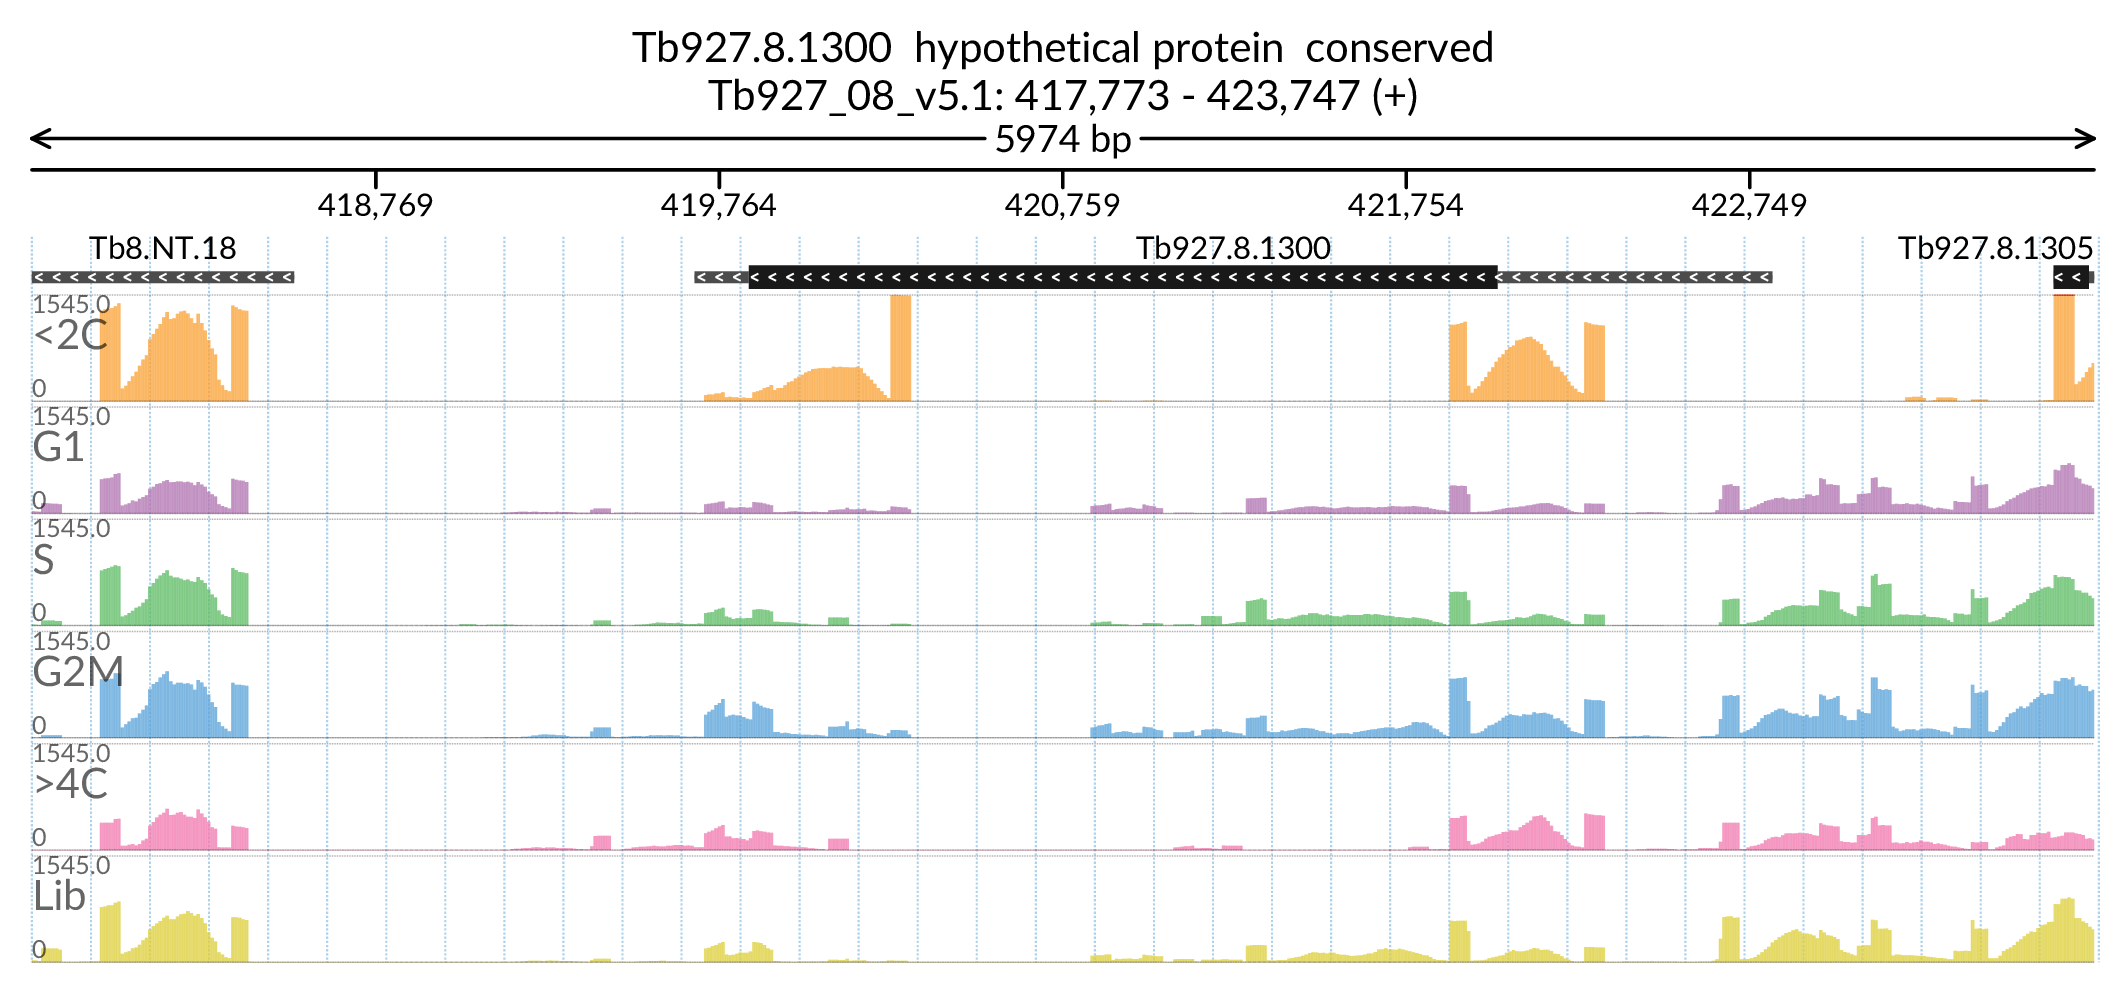 Tb927.8.1300 hypothetical protein conserved
Tb927_08_v5.1: 417,773 - 423,747 (+)
5974 bp
418,769 419,764 420,759 421,754 422,749
Tb8.NT.18 Tb927.8.1300 Tb927.8.1305
1545.0
<2C
0
1545.0
G1
0
1545.0
S
0
1545.0
G2M
0
1545.0
>4C
0
1545.0
Lib
0